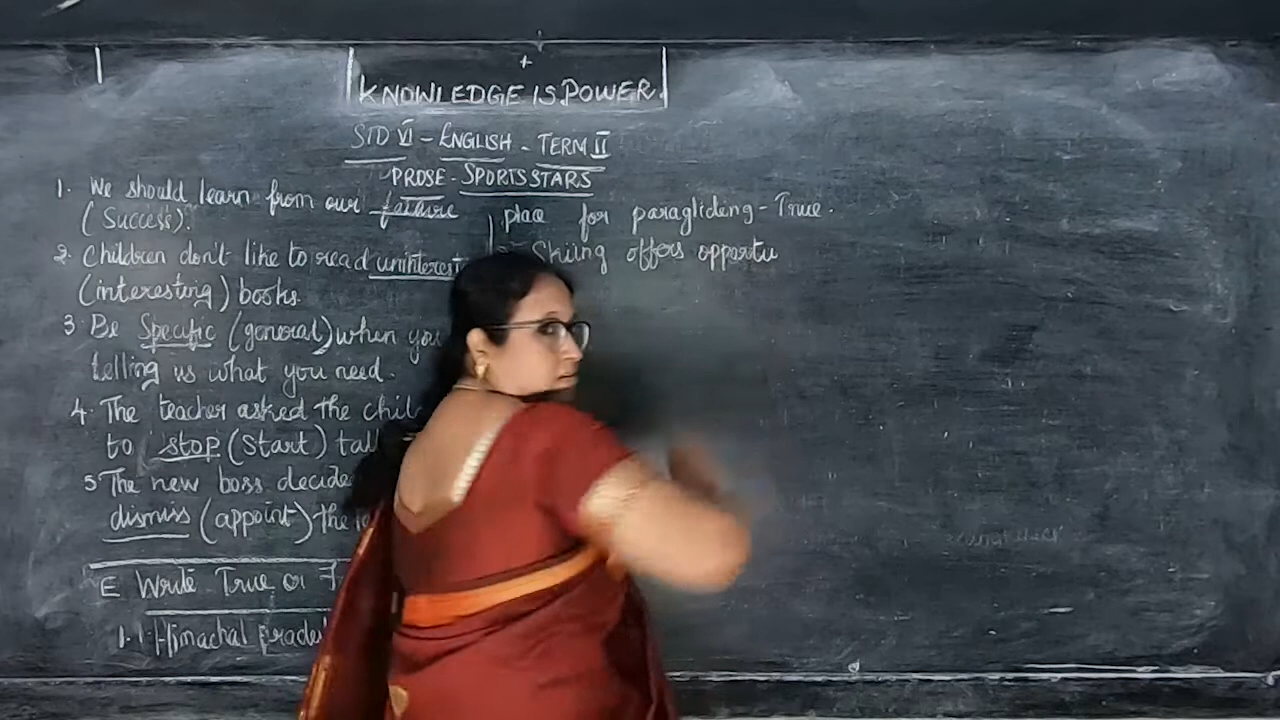 KNOWLEDGE IS POWER.
STD VI - ENGLISH - TERM II
PROSE - SPORTS STARS
1. We should learn from our failure
(Success).
2. Children don't like to read uninterest
(interesting) books.
3. Be Specific (general) when you
telling us what you need.
4. The teacher asked the chil
to stop (Start) tal
5 The new boss decide
dismiss (appoint) the
E Write True or F
1. Himachal prades
place for paragliding - True.
Skiing offers opportu